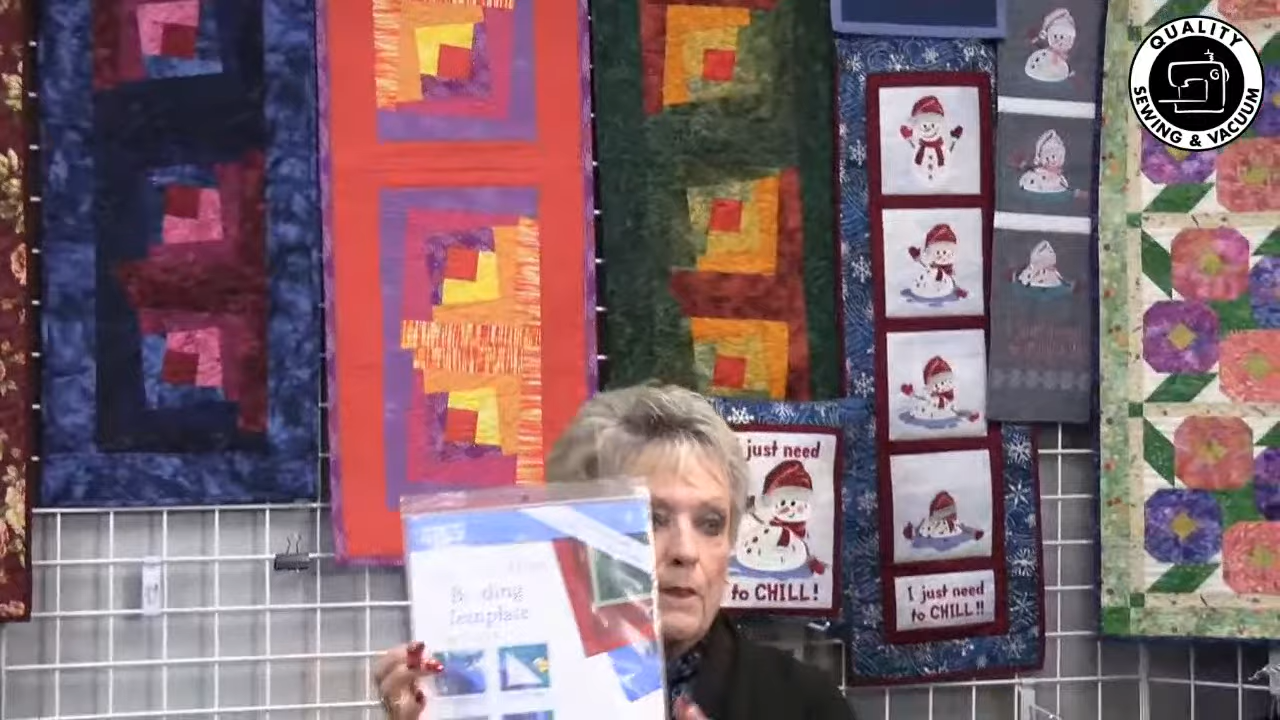 QUALITY
SEWING & VACUUM
just need
to CHILL!
I just need
to CHILL!!
Binding
Template